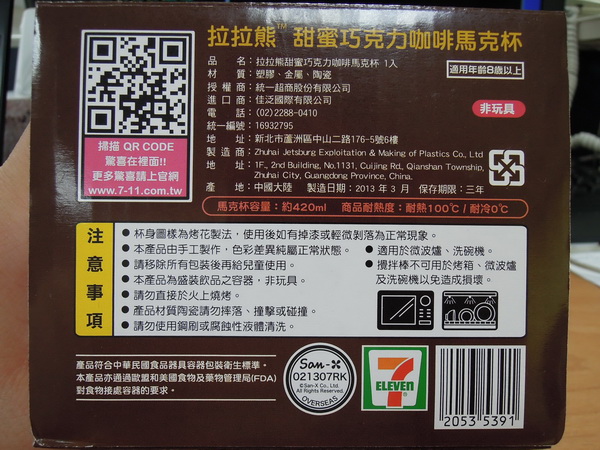 拉拉熊™ 甜蜜巧克力咖啡馬克杯
品名：拉拉熊甜蜜巧克力咖啡馬克杯 1入
材質：塑膠、金屬、陶瓷
適用年齡8歲以上
授權商：統一超商股份有限公司
進口商：佳泛國際有限公司
非玩具
電話：(02)2288-0410
統一編號：16932795
地址：新北市蘆洲區中山二路176-5號6樓
製造商：Zhuhai Jetsburg Exploitation & Making of Plastics Co., Ltd
地址：1F., 2nd Building, No.1131, Cuijing Rd., Qianshan Township,
Zhuhai City, Guangdong Province, China.
產地：中國大陸 製造日期：2013年3月 保存期限：三年
馬克杯容量：約420ml 商品耐熱度：耐熱100℃/耐冷0℃
掃描 QR CODE
驚喜在裡面!!
更多驚喜請上官網
www.7-11.com.tw
注意事項
• 杯身圖樣為烤花製法，使用後如有掉漆或輕微剝落為正常現象。
• 本產品由手工製作，色彩差異純屬正常狀態。
• 請移除所有包裝後再給兒童使用。
• 本產品為盛裝飲品之容器，非玩具。
• 請勿直接於火上燒烤。
• 產品材質陶瓷請勿摔落、撞擊或碰撞。
• 請勿使用鋼刷或腐蝕性液體清洗。
• 適用於微波爐、洗碗機。
• 攪拌棒不可用於烤箱、微波爐
及洗碗機以免造成損壞。
產品符合中華民國食品器具容器包裝衛生標準。
本產品亦通過歐盟和美國食物及藥物管理局(FDA)
對食物接處容器的要求。
San-X
021307RK
©San-X Co., Ltd.
All Rights Reserved.
OVERSEAS
7
ELEVEN
2053 5391